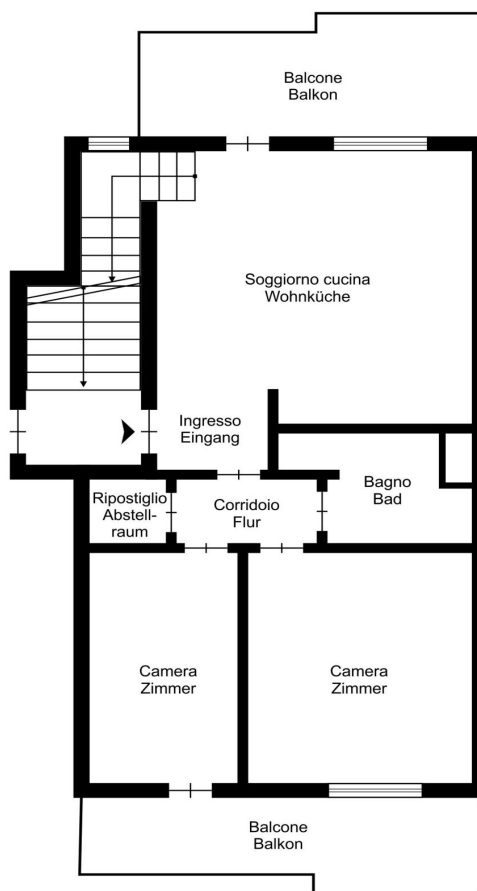 Balcone
Balkon
Soggiorno cucina
Wohnküche
Ingresso
Eingang
Bagno
Bad
Ripostiglio
Abstell-
raum
Corridoio
Flur
Camera
Zimmer
Camera
Zimmer
Balcone
Balkon